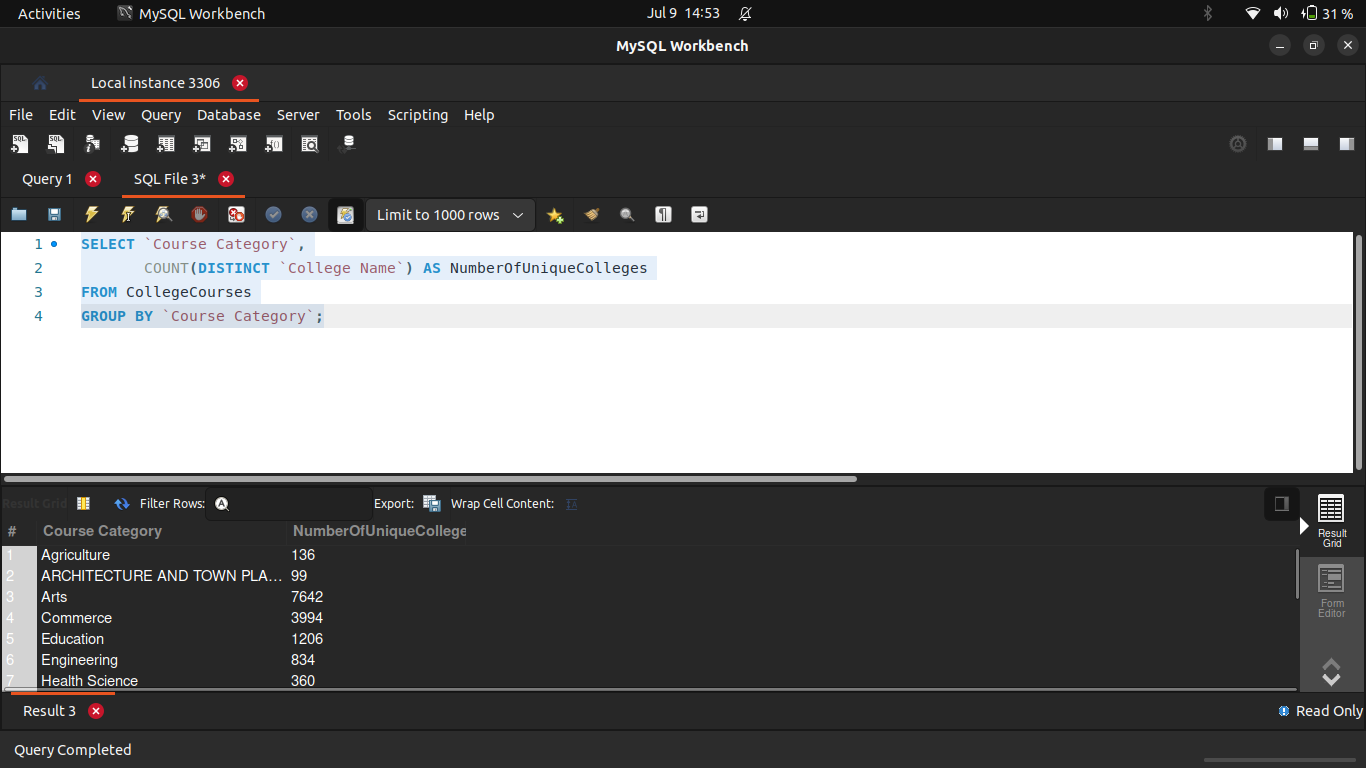 Activities MySQL Workbench Jul 9 14:53 31 %
MySQL Workbench
Local instance 3306
File Edit View Query Database Server Tools Scripting Help
Query 1 SQL File 3*
Limit to 1000 rows
1 SELECT `Course Category`,
2 COUNT(DISTINCT `College Name`) AS NumberOfUniqueColleges
3 FROM CollegeCourses
4 GROUP BY `Course Category`;
Result Grid Filter Rows: Export: Wrap Cell Content:
# Course Category NumberOfUniqueCollege
1 Agriculture 136
2 ARCHITECTURE AND TOWN PLA... 99
3 Arts 7642
4 Commerce 3994
5 Education 1206
6 Engineering 834
7 Health Science 360
Result
Grid
Form
Editor
Result 3 Read Only
Query Completed